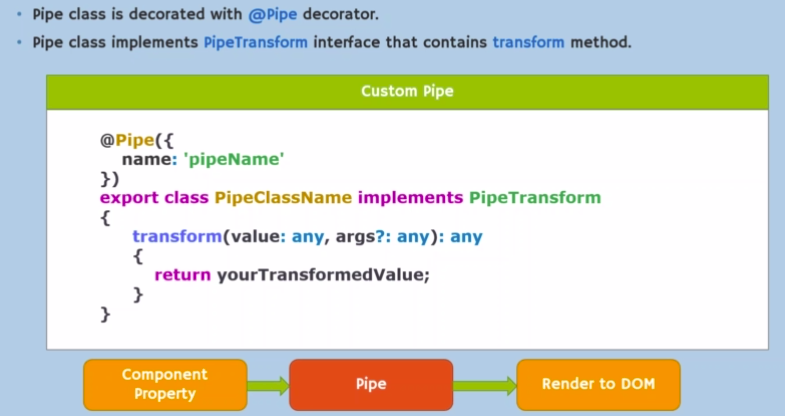 • Pipe class is decorated with @Pipe decorator.
• Pipe class implements PipeTransform interface that contains transform method.
Custom Pipe
@Pipe({
name: 'pipeName'
})
export class PipeClassName implements PipeTransform
{
transform(value: any, args?: any): any
{
return yourTransformedValue;
}
}
Component
Property
Pipe
Render to DOM